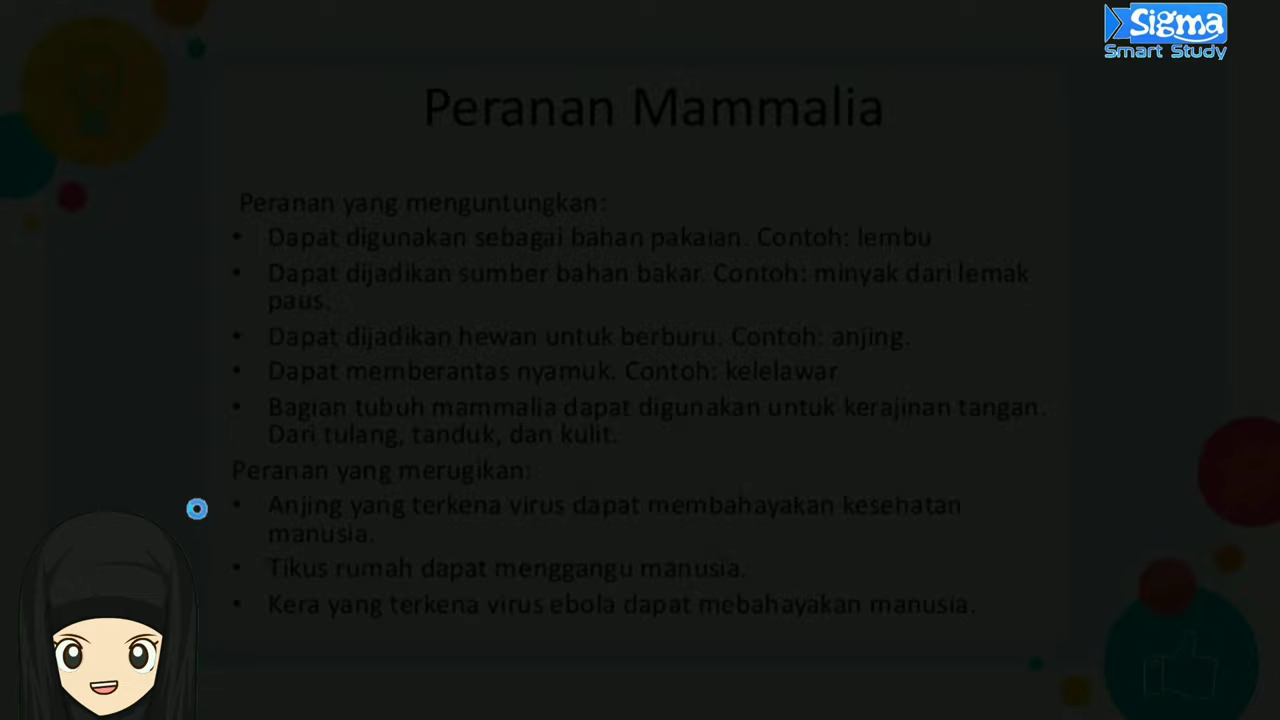 Sigma
Smart Study
Peranan Mammalia
Peranan yang menguntungkan:
• Dapat digunakan sebagai bahan pakaian. Contoh: lembu
• Dapat dijadikan sumber bahan bakar. Contoh: minyak dari lemak
paus.
• Dapat dijadikan hewan untuk berburu. Contoh: anjing.
• Dapat memberantas nyamuk. Contoh: kelelawar
• Bagian tubuh mammalia dapat digunakan untuk kerajinan tangan.
Dari tulang, tanduk, dan kulit.
Peranan yang merugikan:
• Anjing yang terkena virus dapat membahayakan kesehatan
manusia.
• Tikus rumah dapat menggangu manusia.
• Kera yang terkena virus ebola dapat mebahayakan manusia.